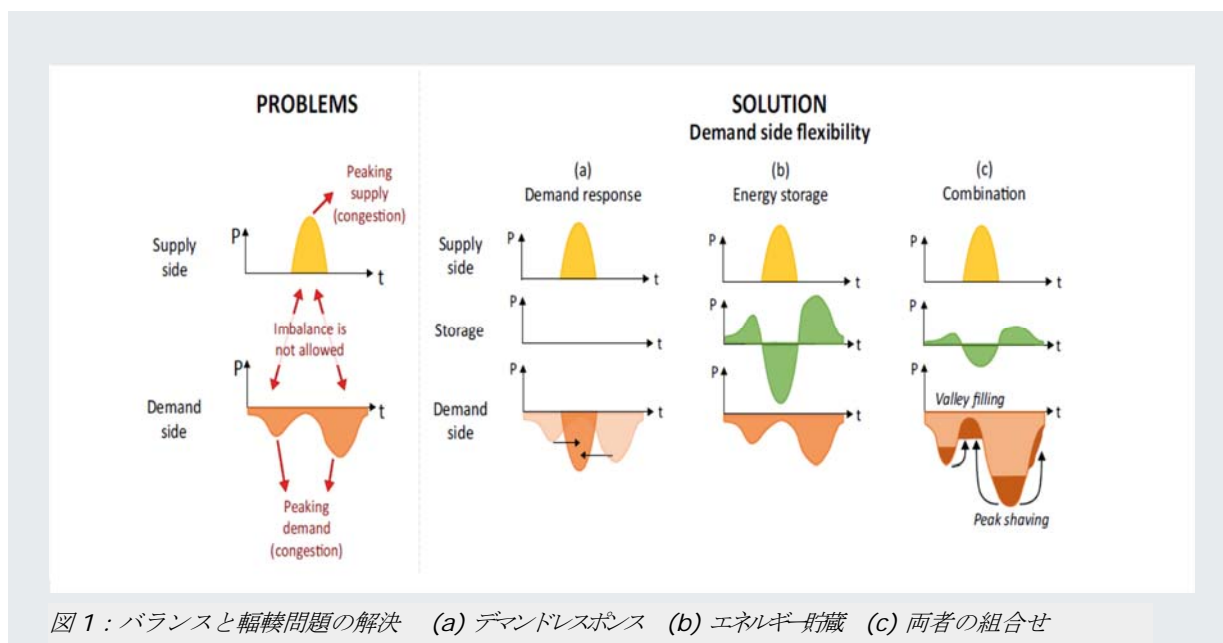 PROBLEMS
Peaking
supply
(congestion)
Supply
side
P
t
Imbalance is
not allowed
P
t
Demand
side
Peaking
demand
(congestion)
SOLUTION
Demand side flexibility
(a)
Demand response
(b)
Energy storage
(c)
Combination
Supply
side
P
t
P
t
P
t
Storage
P
t
P
t
P
t
Demand
side
P
t
P
t
P
t
Valley filling
Peak shaving
図 1：バランスと輻輳問題の解決 (a) デマンドレスポンス (b) エネルギー貯蔵 (c) 両者の組合せ